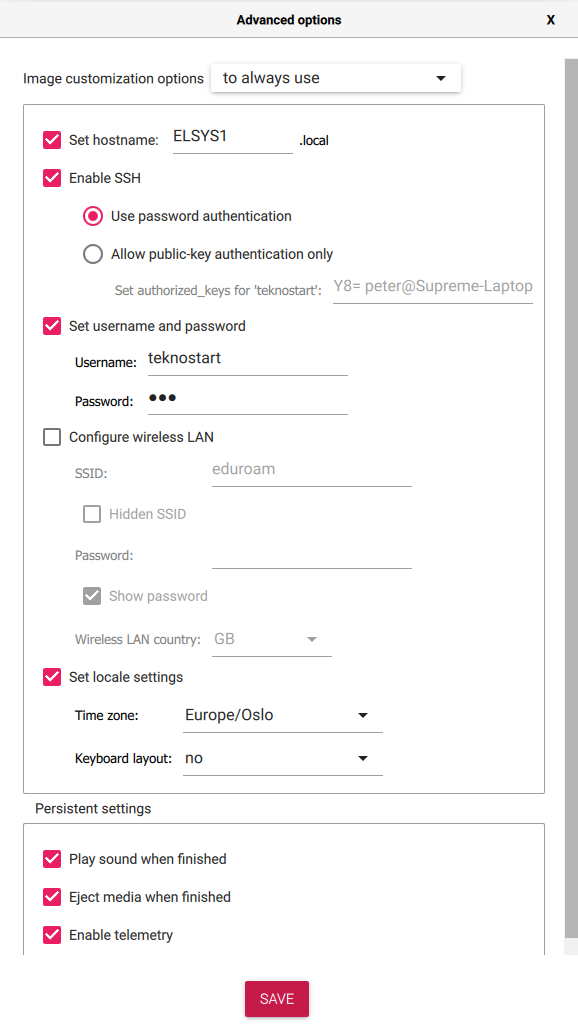 Advanced options X
Image customization options to always use
Set hostname: ELSYS1 .local
Enable SSH
Use password authentication
Allow public-key authentication only
Set authorized_keys for 'teknostart': Y8= peter@Supreme-Laptop
Set username and password
Username: teknostart
Password: •••
Configure wireless LAN
SSID: eduroam
Hidden SSID
Password:
Show password
Wireless LAN country: GB
Set locale settings
Time zone: Europe/Oslo
Keyboard layout: no
Persistent settings
Play sound when finished
Eject media when finished
Enable telemetry
SAVE